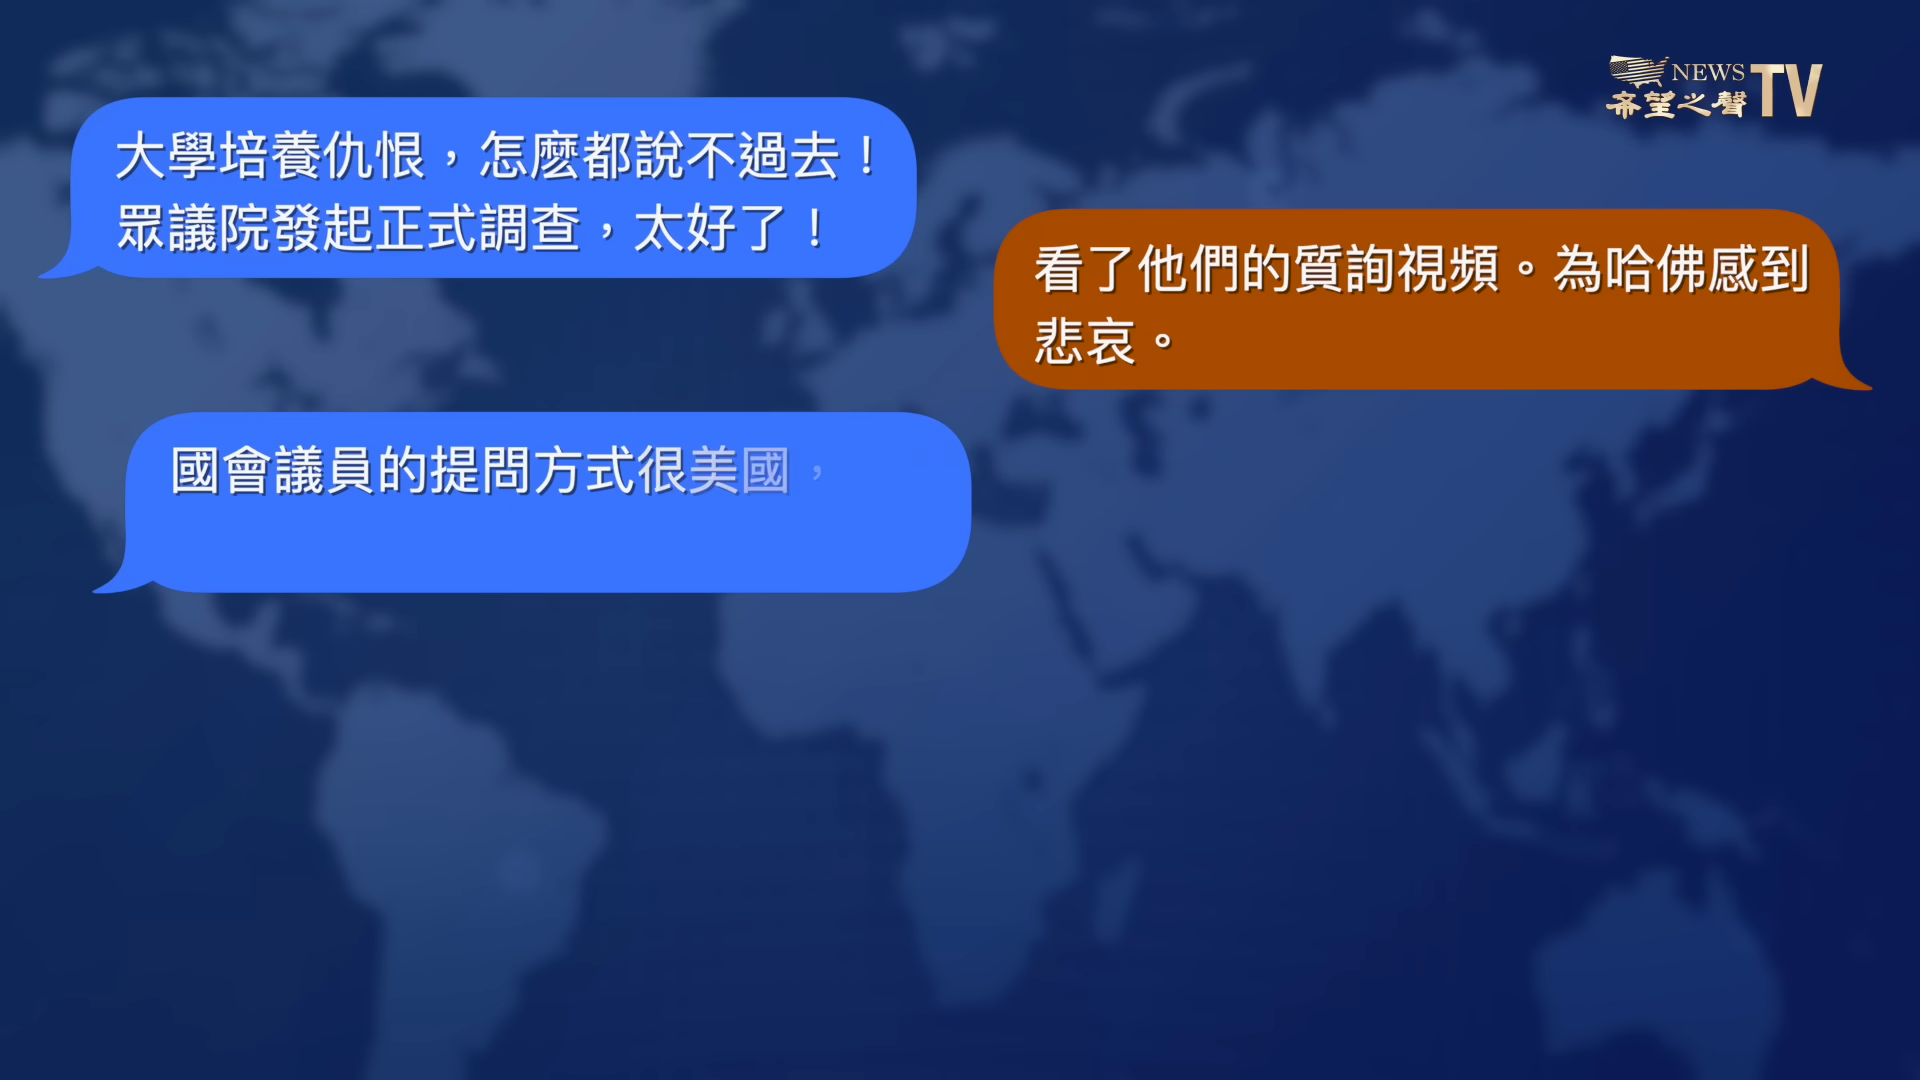 NEWS
希望之聲
TV
大學培養仇恨，怎麼都說不過去！
眾議院發起正式調查，太好了！
看了他們的質詢視頻。為哈佛感到
悲哀。
國會議員的提問方式很美國，